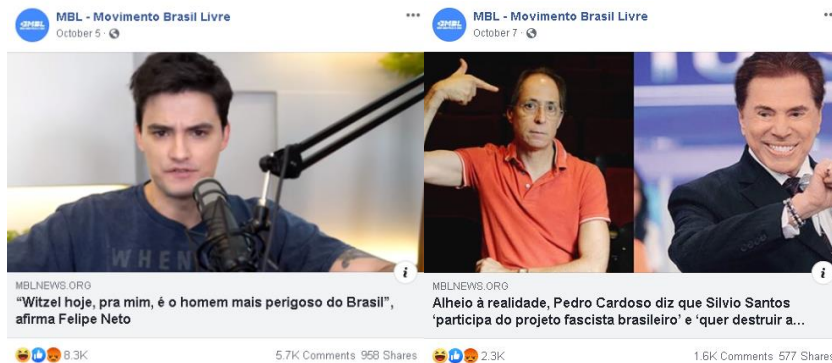 MBL - Movimento Brasil Livre
October 5 ·
WHEN
MBLNEWS.ORG
“Witzel hoje, pra mim, é o homem mais perigoso do Brasil”,
afirma Felipe Neto
8.3K 5.7K Comments 958 Shares
MBL - Movimento Brasil Livre
October 7 ·
MBLNEWS.ORG
Alheio à realidade, Pedro Cardoso diz que Silvio Santos
‘participa do projeto fascista brasileiro’ e ‘quer destruir a...
2.3K 1.6K Comments 577 Shares